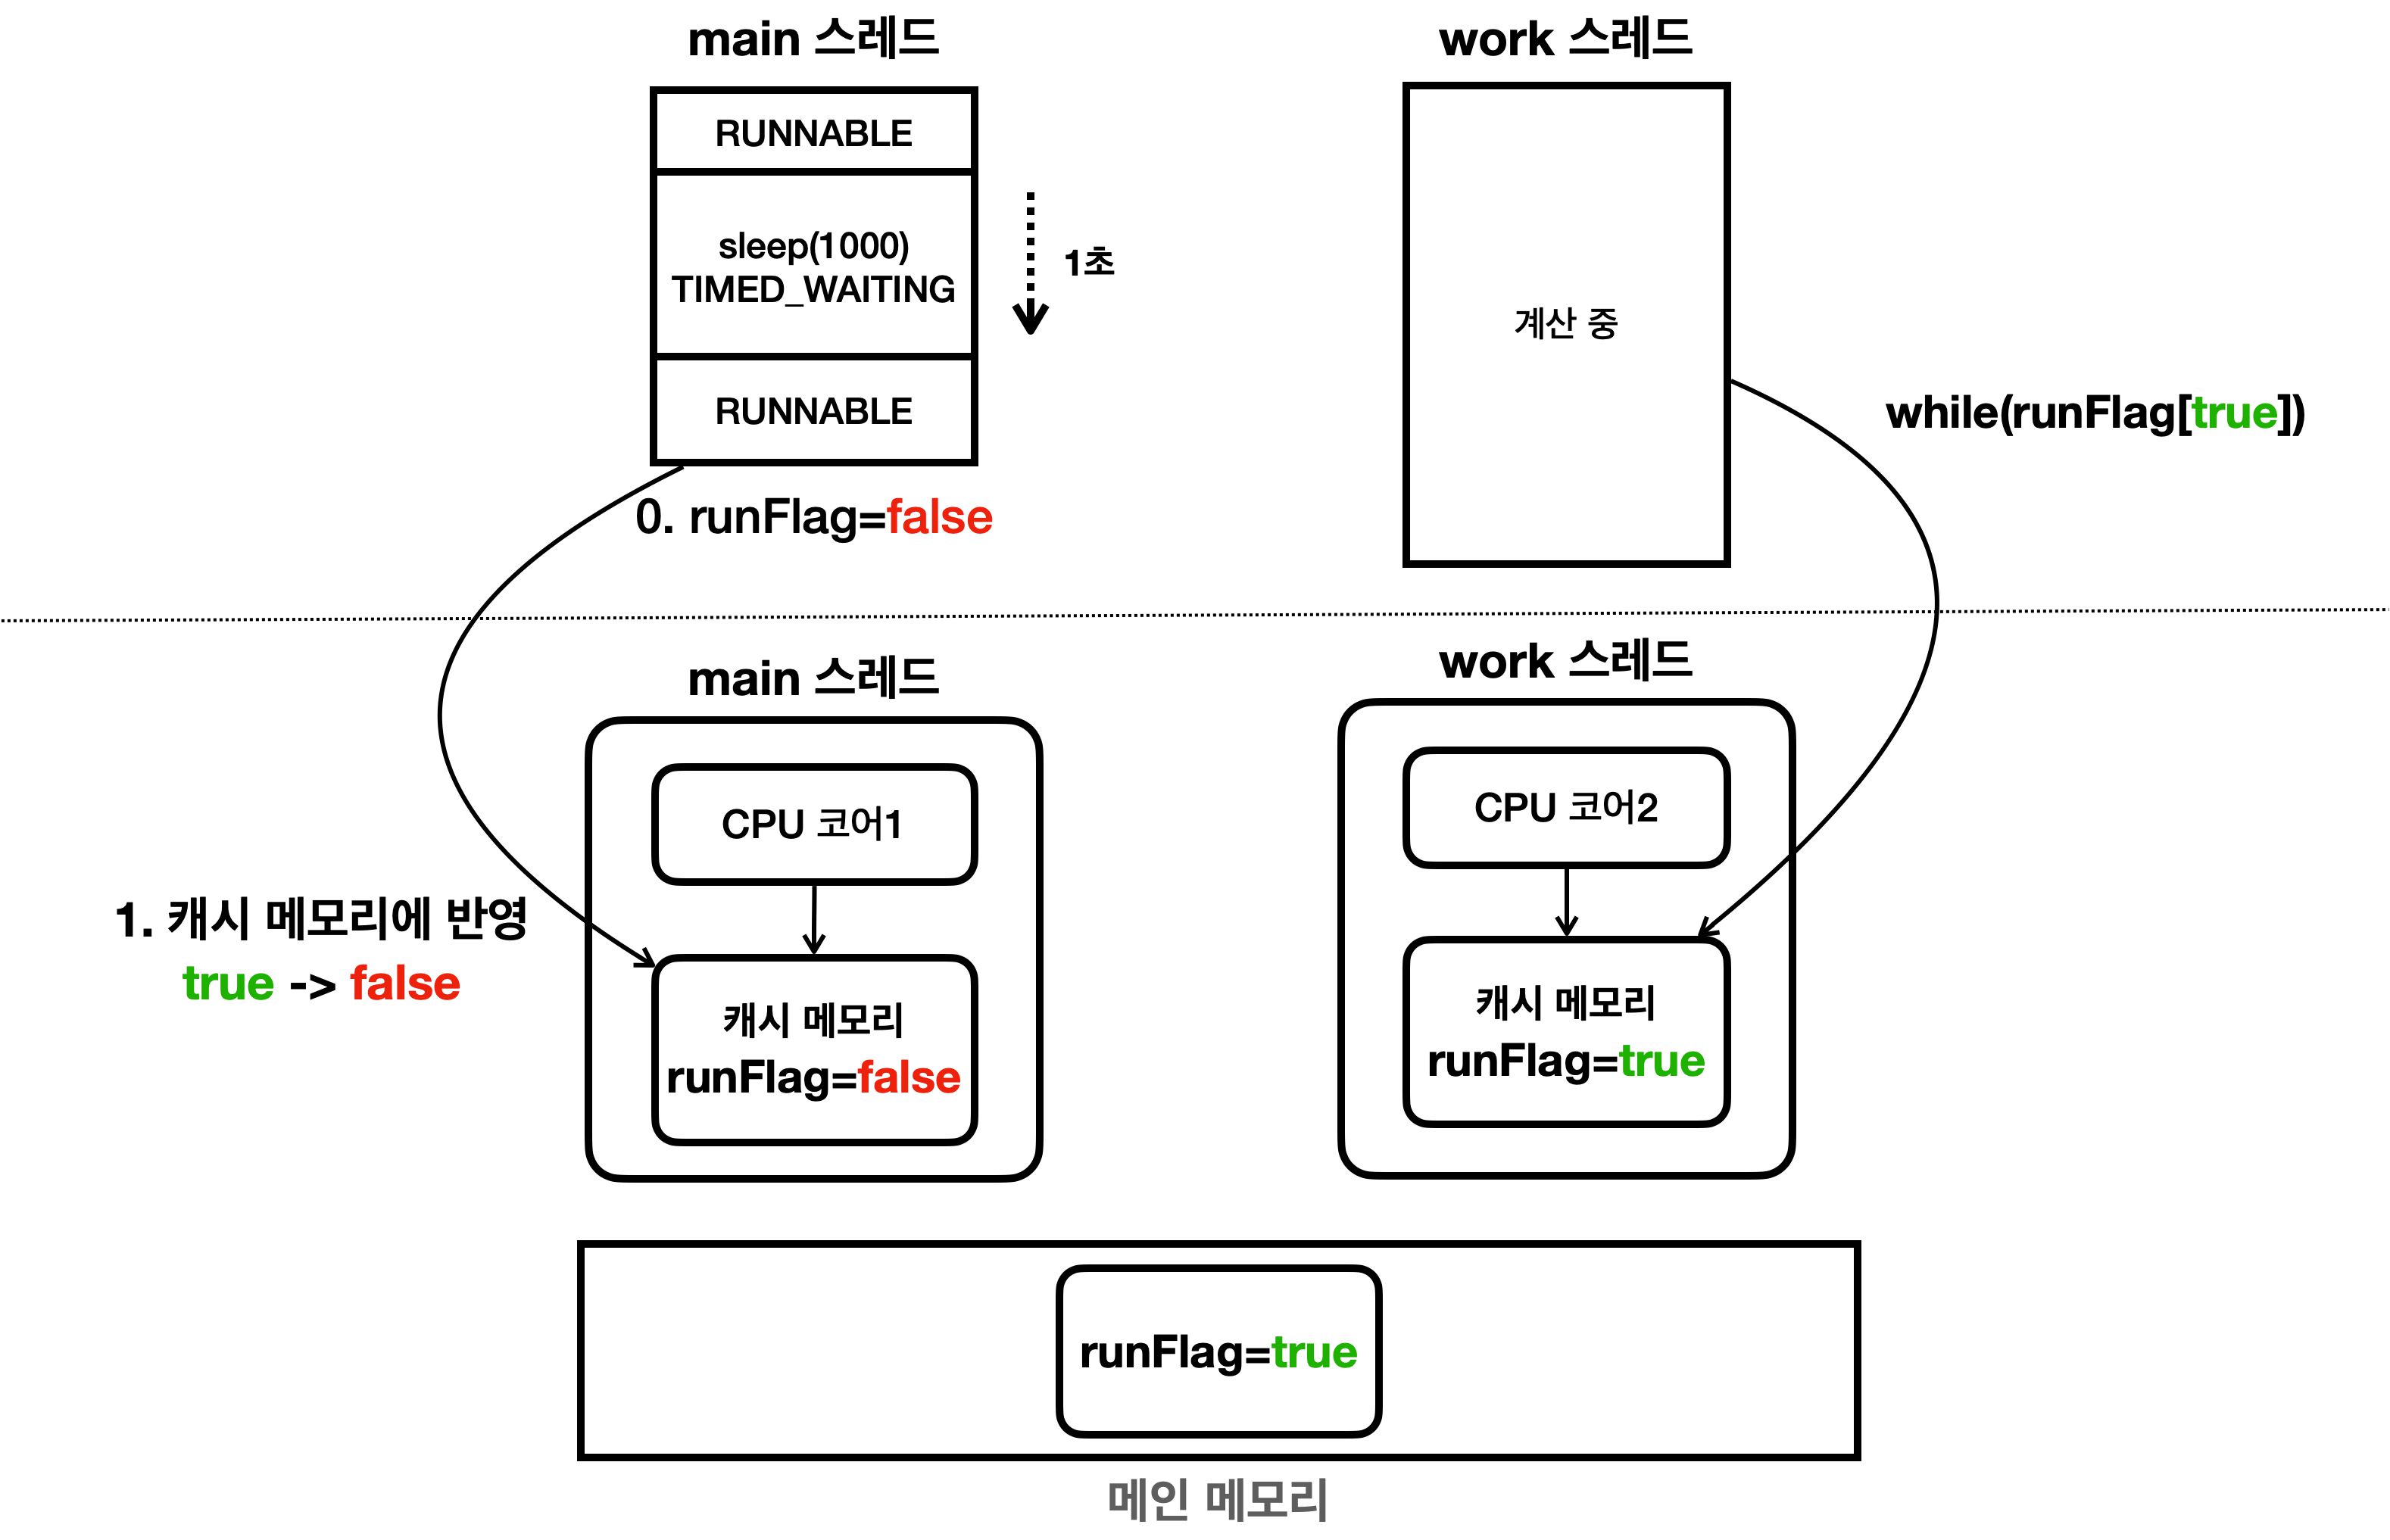 main 스레드
work 스레드
RUNNABLE
sleep(1000)
TIMED_WAITING
1초
RUNNABLE
계산 중
while(runFlag[true])
0. runFlag=false
main 스레드
work 스레드
CPU 코어1
CPU 코어2
1. 캐시 메모리에 반영
true -> false
캐시 메모리
runFlag=false
캐시 메모리
runFlag=true
runFlag=true
메인 메모리